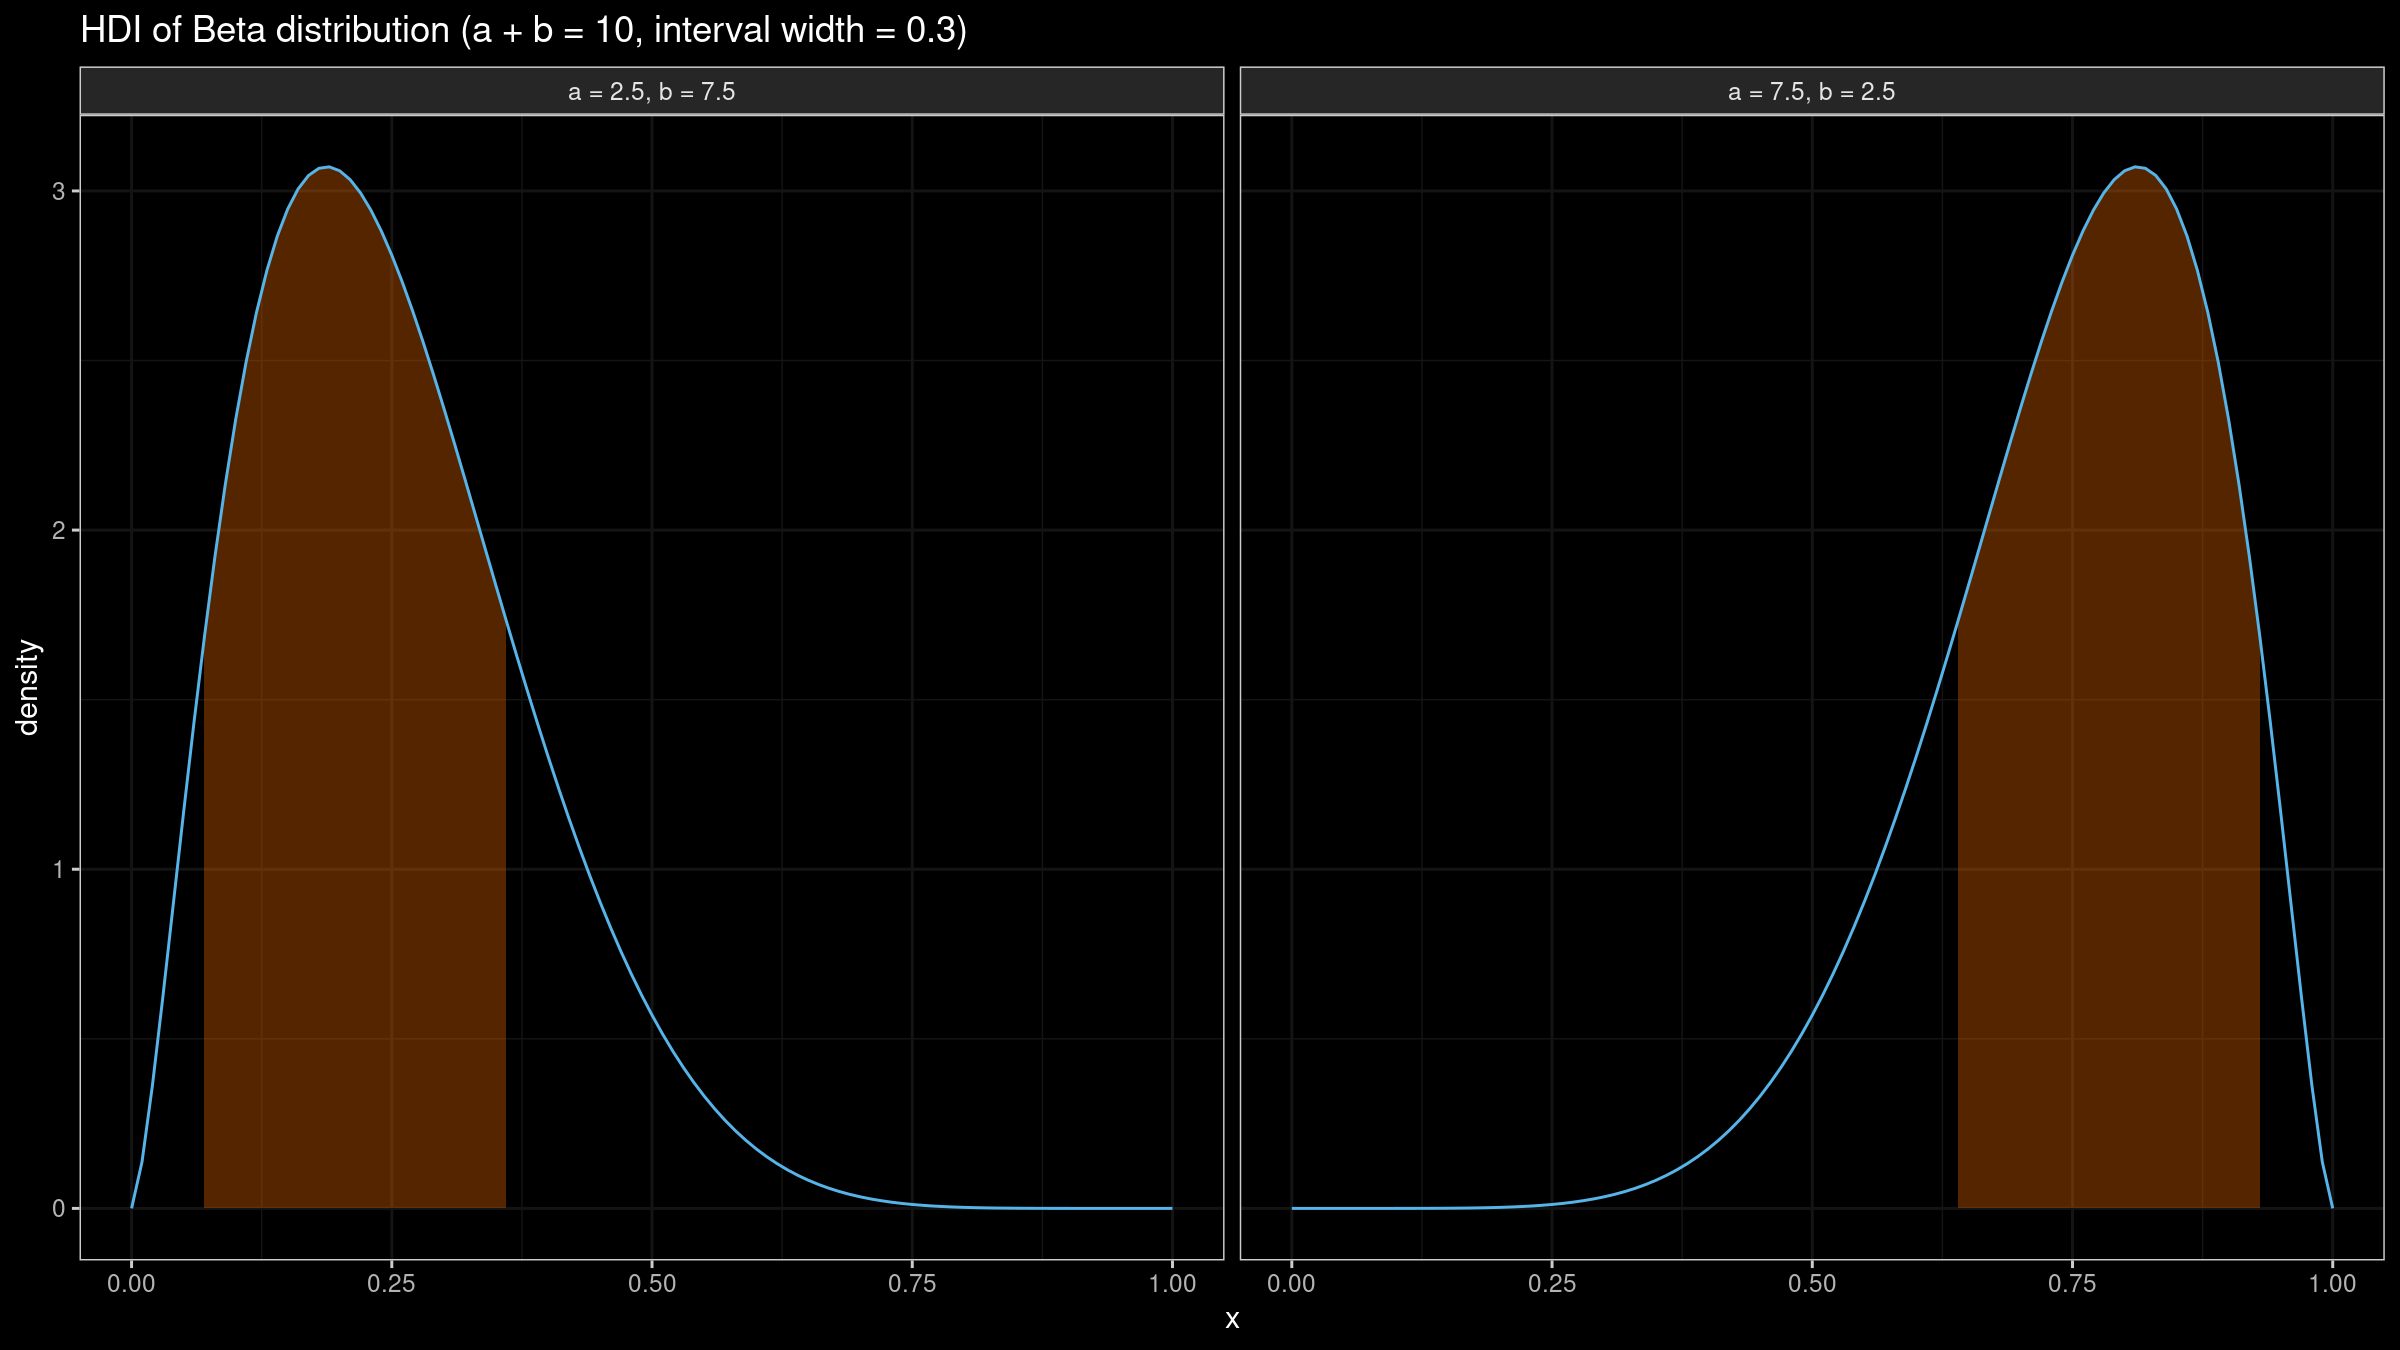 HDI of Beta distribution (a + b = 10, interval width = 0.3)
a = 2.5, b = 7.5
a = 7.5, b = 2.5
density
3
2
1
0
0.00 0.25 0.50 0.75 1.00
0.00 0.25 0.50 0.75 1.00
x